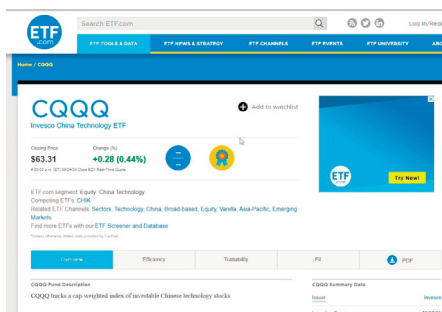 ETF
.com
Search ETF.com
Log In/Regi
ETF TOOLS & DATA
ETF NEWS & STRATEGY
ETF CHANNELS
ETF EVENTS
ETF UNIVERSITY
Home / CQQQ
CQQQ
Add to watchlist
Invesco China Technology ETF
Closing Price
Change (%)
$63.31
+0.28 (0.44%)
ETF
Try Now!
ETF.com segment: Equity: China Technology
Competing ETFs: CHIK
Related ETF Channels: Sectors, Technology, China, Broad-based, Equity, Vanilla, Asia-Pacific, Emerging
Markets
Find more ETFs with our ETF Screener and Database
Overview
Efficiency
Tradability
Fit
PDF
CQQQ Fund Description
CQQQ Summary Data
CQQQ tracks a cap-weighted index of investable Chinese technology stocks
Issuer
Invesco